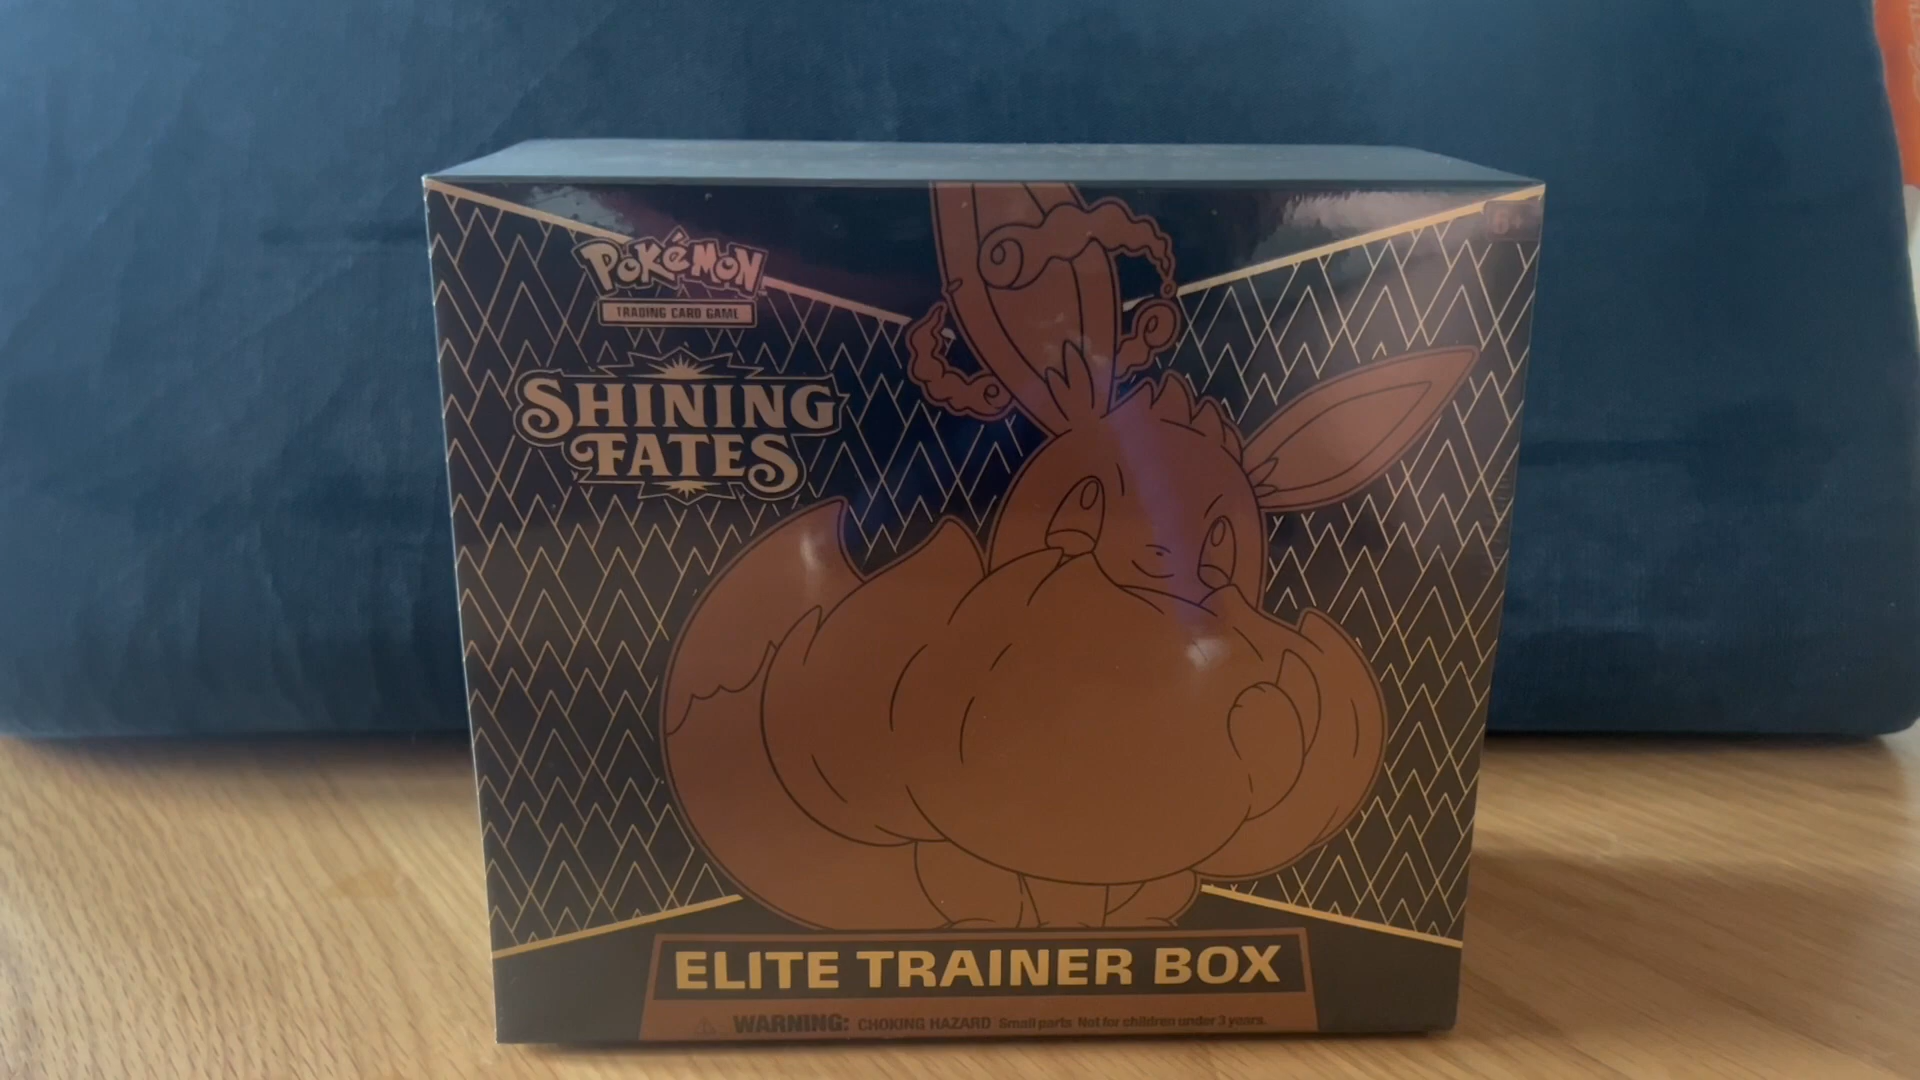 POKéMON
TRADING CARD GAME
SHINING
FATES
ELITE TRAINER BOX
WARNING: CHOKING HAZARD Small parts. Not for children under 3 years.